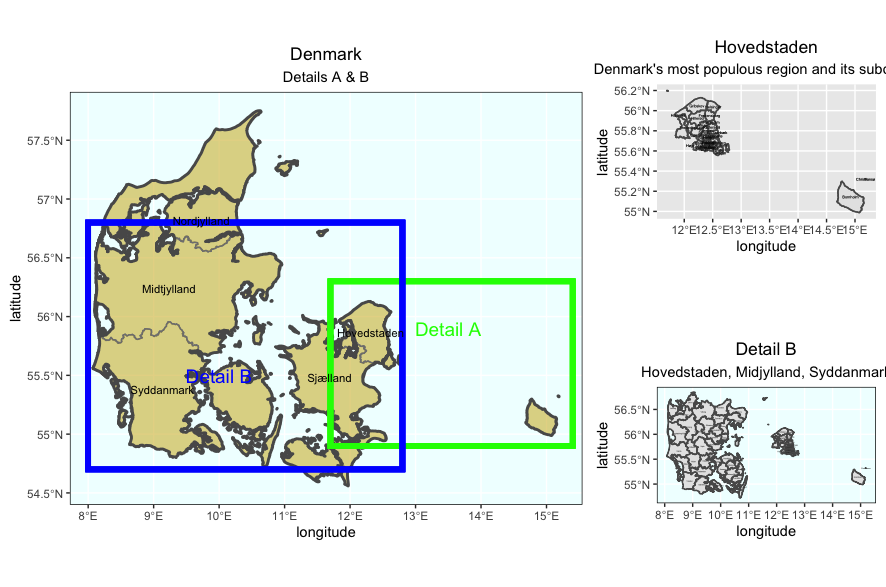 Denmark
Details A & B
57.5°N
57°N
56.5°N
56°N
55.5°N
55°N
54.5°N
latitude
Nordjylland
Midtjylland
Hovedstaden
Detail A
Detail B
Syddanmark
Sjælland
8°E 9°E 10°E 11°E 12°E 13°E 14°E 15°E
longitude
Hovedstaden
Denmark's most populous region and its subd
56.2°N
56°N
55.8°N
55.6°N
55.4°N
55.2°N
55°N
latitude
12°E 12.5°E 13°E 13.5°E 14°E 14.5°E 15°E
longitude
Detail B
Hovedstaden, Midjylland, Syddanmark
56.5°N
56°N
55.5°N
55°N
latitude
8°E 9°E 10°E 11°E 12°E 13°E 14°E 15°E
longitude